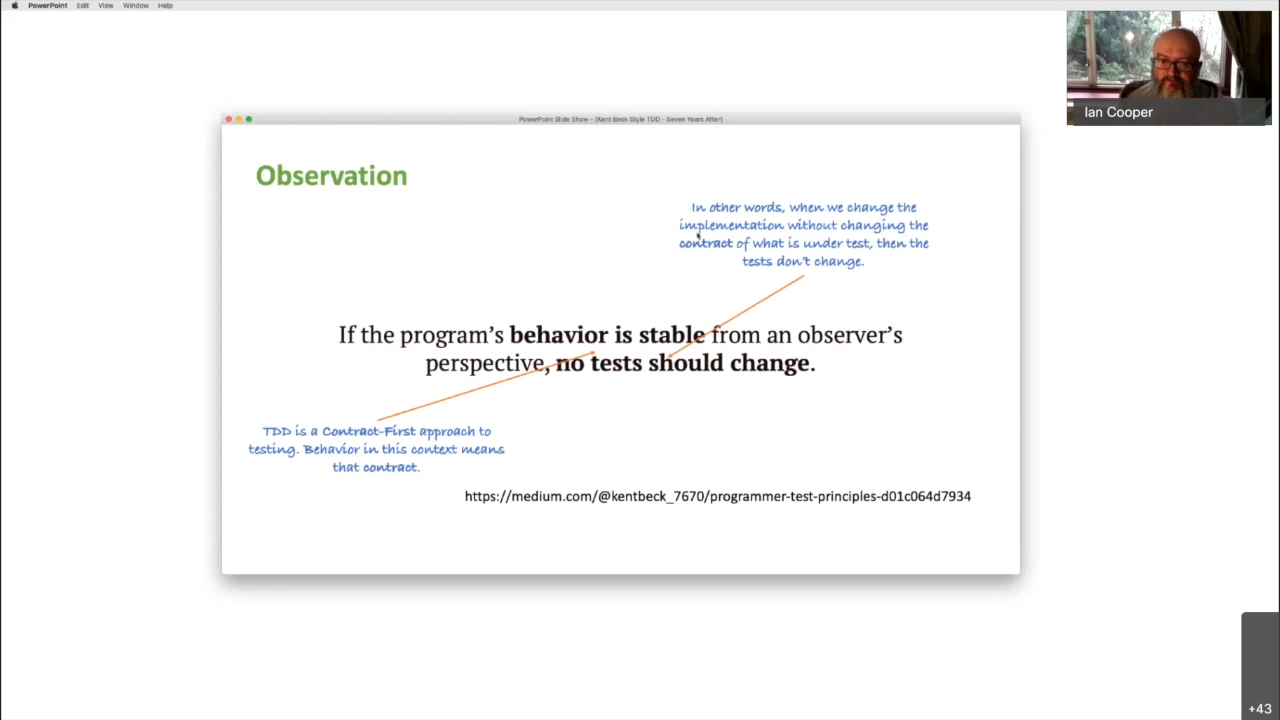 PowerPoint Edit View Window Help
Ian Cooper
PowerPoint Slide Show - [Kent Beck Style TDD - Seven Years After]
Observation
In other words, when we change the
implementation without changing the
contract of what is under test, then the
tests don't change.
If the program's behavior is stable from an observer's
perspective, no tests should change.
TDD is a Contract-First approach to
testing. Behavior in this context means
that contract.
https://medium.com/@kentbeck_7670/programmer-test-principles-d01c064d7934
+43